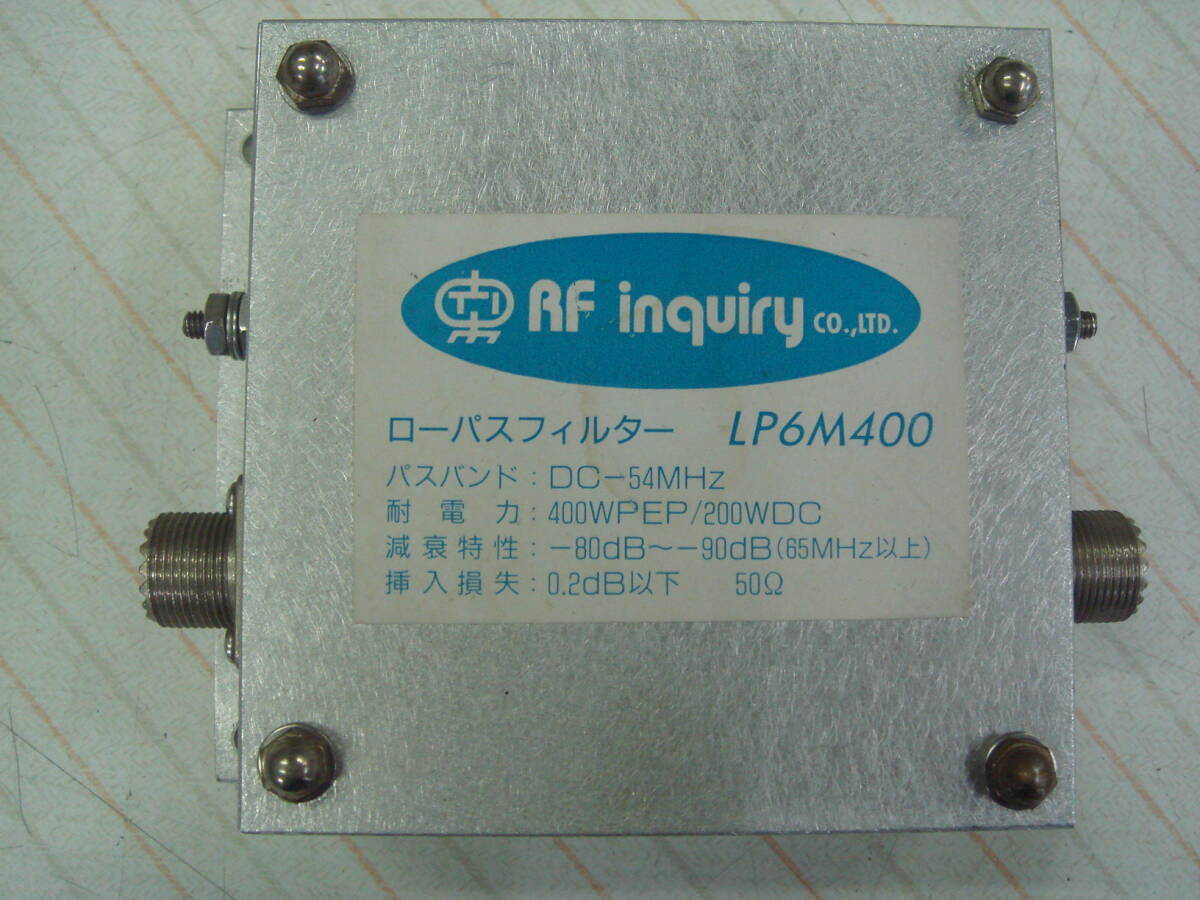 RF inquiry CO.,LTD.
ローパスフィルター LP6M400
パスバンド：DC－54MHz
耐電力：400WPEP/200WDC
減衰特性：－80dB～－90dB(65MHz以上)
挿入損失：0.2dB以下 50Ω